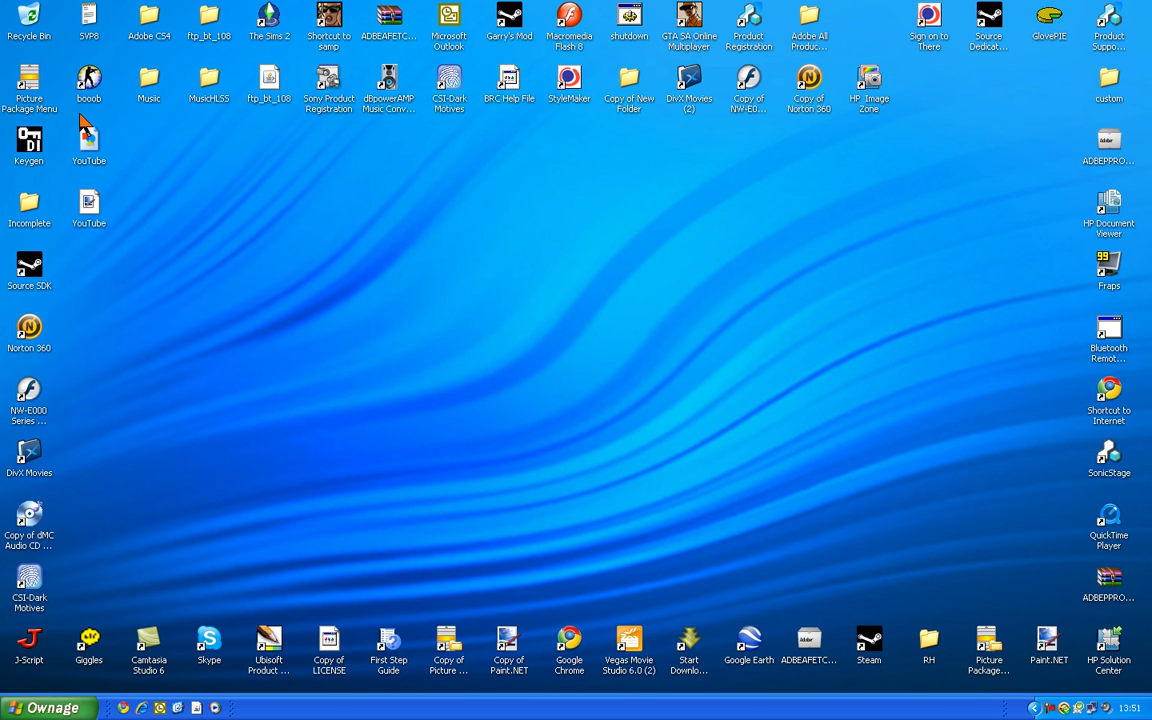 Recycle Bin
SVP8
Adobe CS4
ftp_bt_108
The Sims 2
Shortcut to
samp
ADBEAFETC...
Microsoft
Outlook
Garry's Mod
Macromedia
Flash 8
shutdown
GTA SA Online
Multiplayer
Product
Registration
Adobe All
Produc...
Sign on to
There
Source
Dedicat...
GlovePIE
Product
Suppo...
Picture
Package Menu
booob
Musiic
MusicHLSS
ftp_bt_108
Sony Product
Registration
dBpowerAMP
Music Conv...
CSI-Dark
Motives
BRC Help File
StyleMaker
Copy of New
Folder
DivX Movies
(2)
Copy of
NW-E0...
Copy of
Norton 360
HP Image
Zone
custom
Keygen
YouTube
ADBEPPRO...
Incomplete
YouTube
HP Document
Viewer
Source SDK
99
Fraps
Norton 360
Bluetooth
Remot...
NW-E000
Series ...
Shortcut to
Internet
DivX Movies
SonicStage
Copy of dMC
Audio CD ...
QuickTime
Player
CSI-Dark
Motives
ADBEPPRO...
J-Script
Giggles
Camtasia
Studio 6
Skype
Ubisoft
Product ...
Copy of
LICENSE
First Step
Guide
Copy of
Picture ...
Copy of
Paint.NET
Google
Chrome
Vegas Movie
Studio 6.0 (2)
Start
Downlo...
Google Earth
ADBEAFETC...
Steam
RH
Picture
Package...
Paint.NET
HP Solution
Center
Ownage
13:51